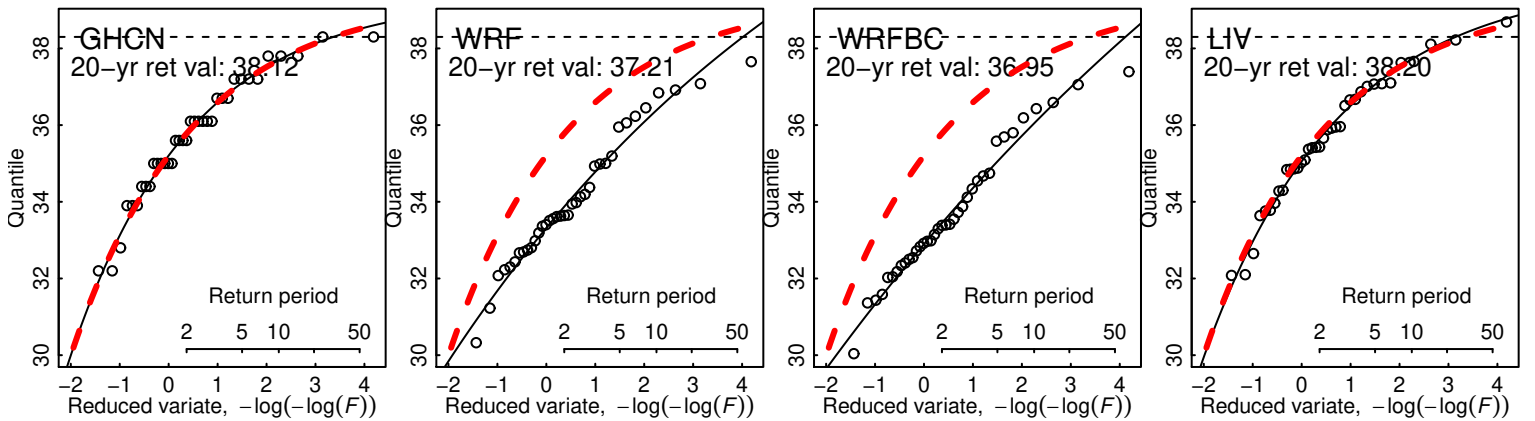 GHCN
20−yr ret val: 38.12
Quantile
30 32 34 36 38
Return period
2 5 10 50
−2 −1 0 1 2 3 4
Reduced variate, −log(−log(F))
WRF
20−yr ret val: 37.21
Quantile
30 32 34 36 38
Return period
2 5 10 50
−2 −1 0 1 2 3 4
Reduced variate, −log(−log(F))
WRFBC
20−yr ret val: 36.95
Quantile
30 32 34 36 38
Return period
2 5 10 50
−2 −1 0 1 2 3 4
Reduced variate, −log(−log(F))
LIV
20−yr ret val: 38.20
Quantile
30 32 34 36 38
Return period
2 5 10 50
−2 −1 0 1 2 3 4
Reduced variate, −log(−log(F))